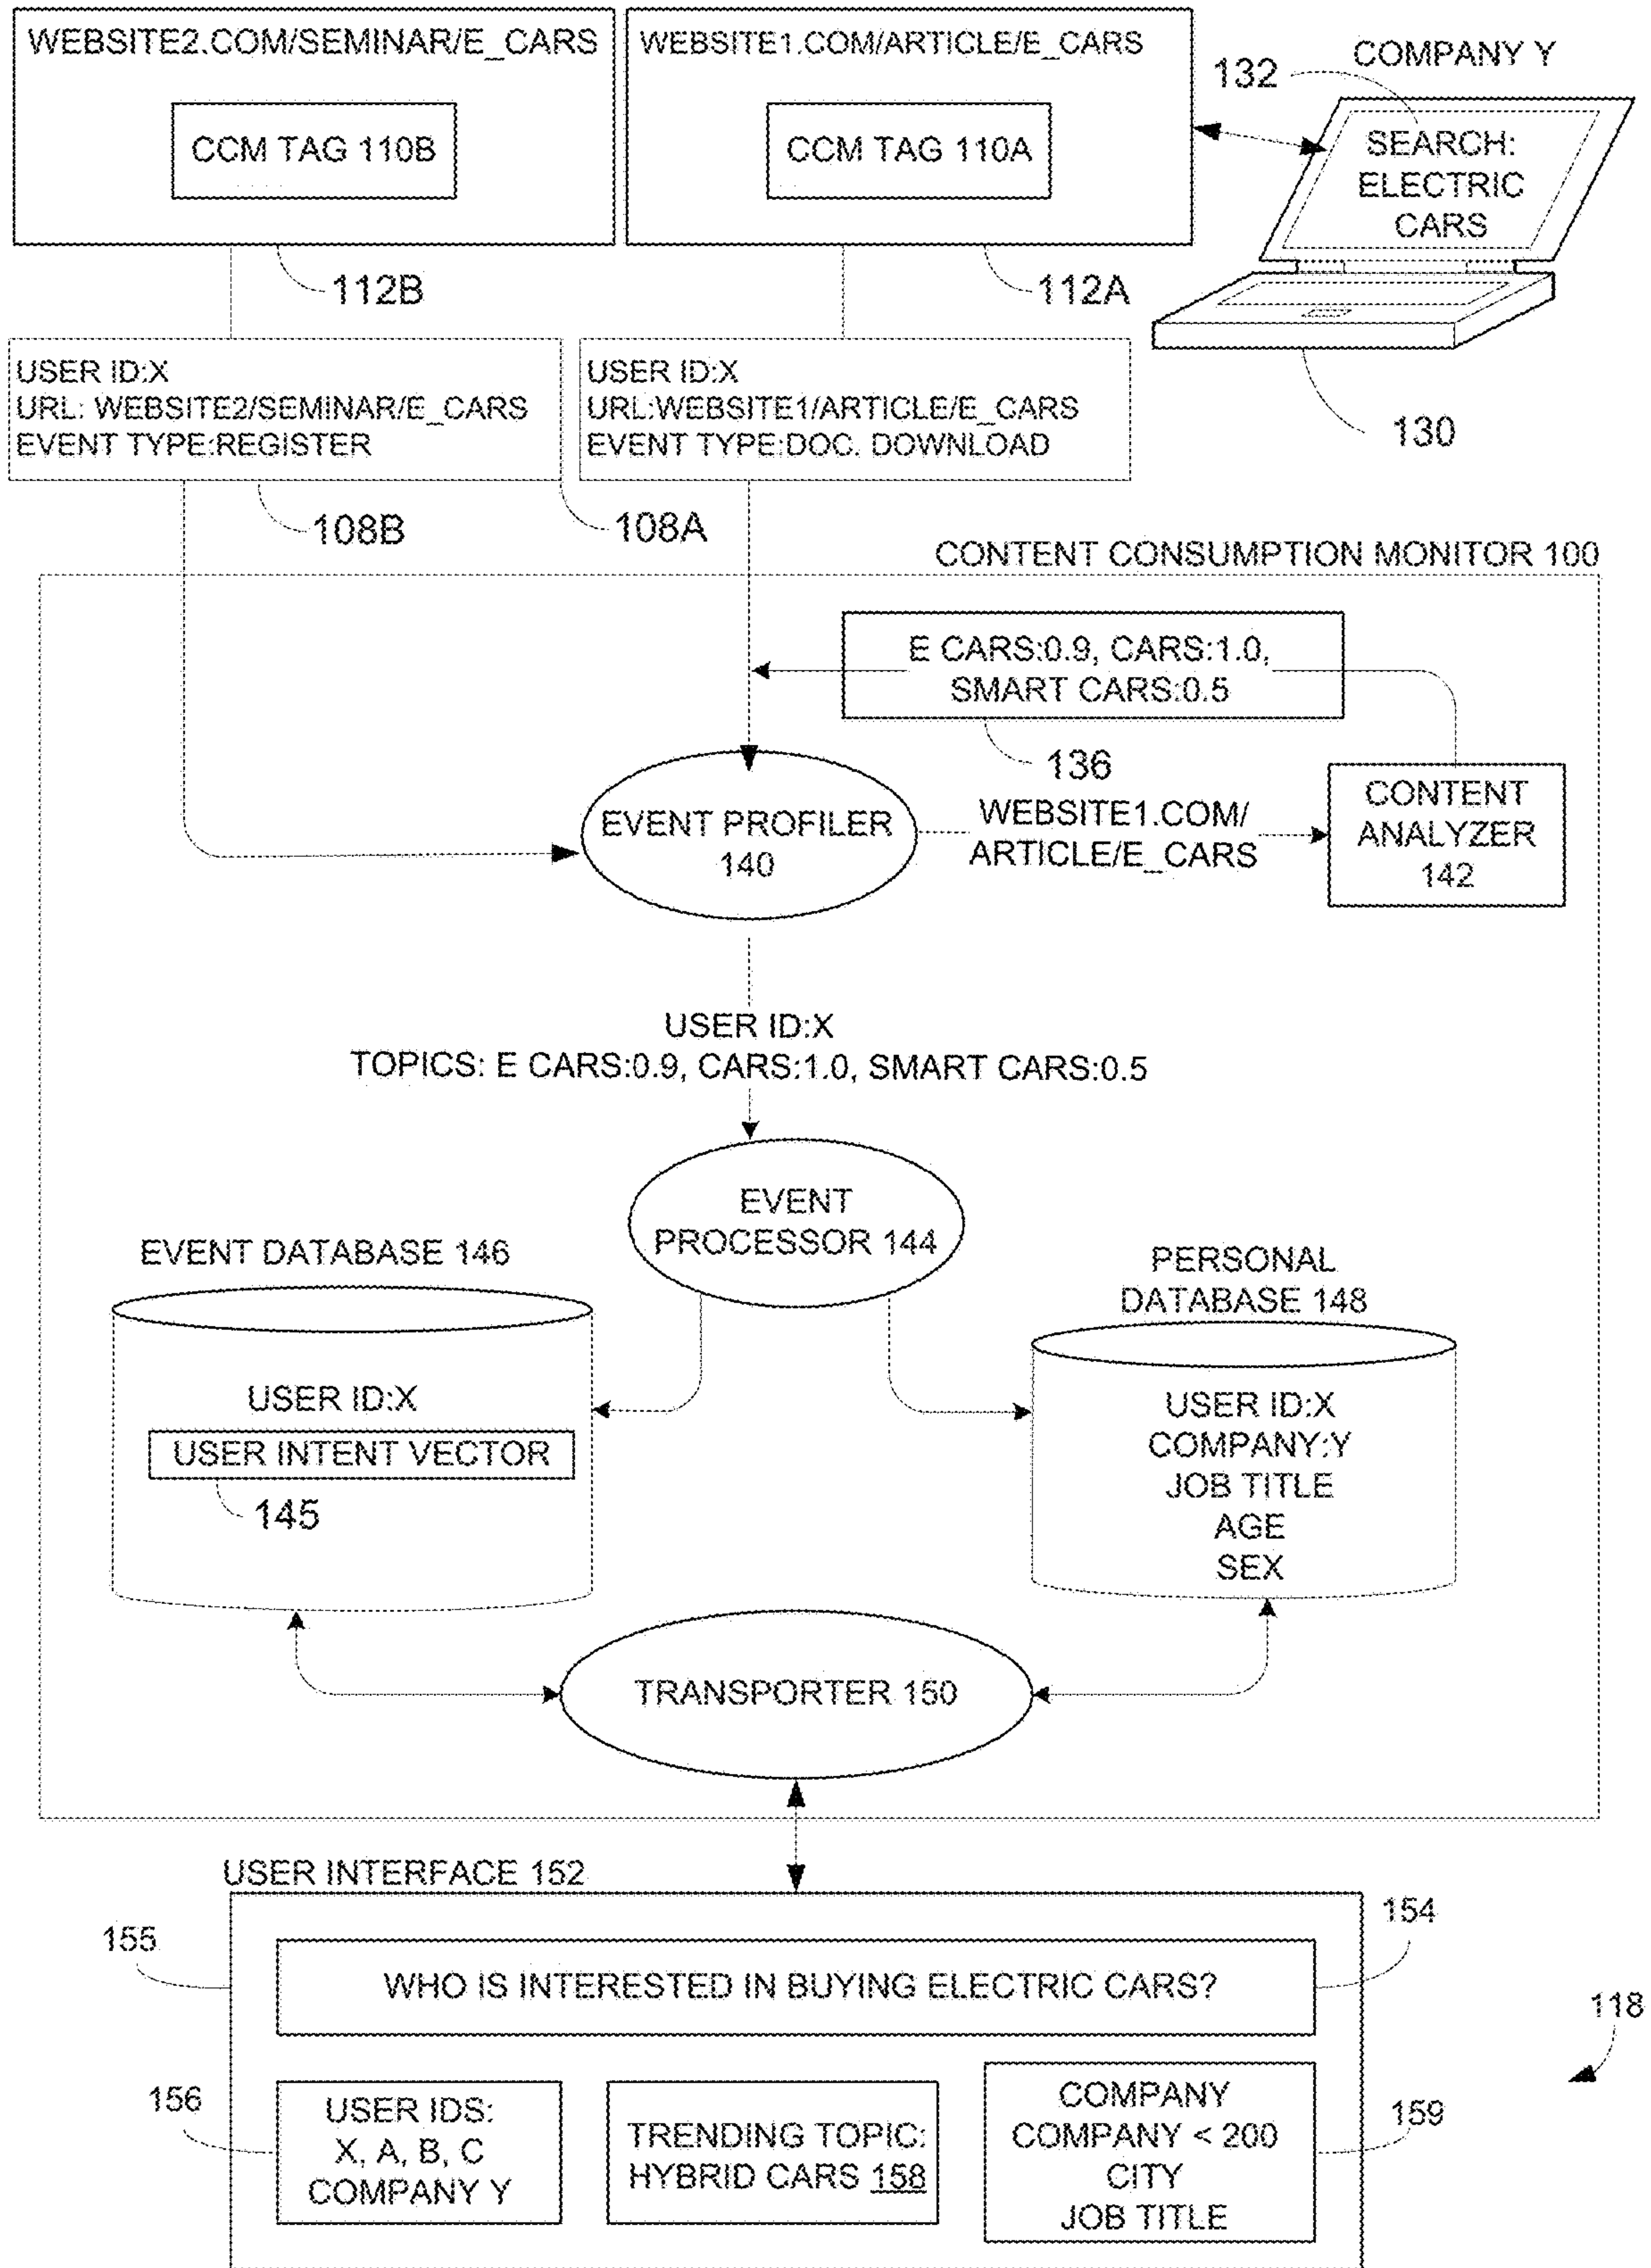 WEBSITE2.COM/SEMINAR/E_CARS
CCM TAG 110B
112B
WEBSITE1.COM/ARTICLE/E_CARS
CCM TAG 110A
112A
COMPANY Y
132
SEARCH:
ELECTRIC
CARS
130
USER ID:X
URL: WEBSITE2/SEMINAR/E_CARS
EVENT TYPE:REGISTER
108B
USER ID:X
URL:WEBSITE1/ARTICLE/E_CARS
EVENT TYPE:DOC. DOWNLOAD
108A
CONTENT CONSUMPTION MONITOR 100
E CARS:0.9, CARS:1.0,
SMART CARS:0.5
136
EVENT PROFILER
140
WEBSITE1.COM/
ARTICLE/E_CARS
CONTENT
ANALYZER
142
USER ID:X
TOPICS: E CARS:0.9, CARS:1.0, SMART CARS:0.5
EVENT
PROCESSOR 144
EVENT DATABASE 146
USER ID:X
USER INTENT VECTOR
145
PERSONAL
DATABASE 148
USER ID:X
COMPANY:Y
JOB TITLE
AGE
SEX
TRANSPORTER 150
USER INTERFACE 152
155
154
WHO IS INTERESTED IN BUYING ELECTRIC CARS?
118
156
USER IDS:
X, A, B, C
COMPANY Y
TRENDING TOPIC:
HYBRID CARS 158
COMPANY
COMPANY < 200
CITY
JOB TITLE
159